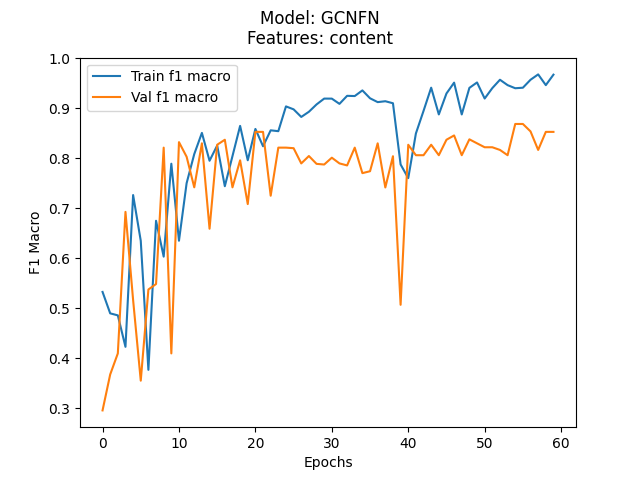 Model: GCNFN
Features: content
Train f1 macro
Val f1 macro
F1 Macro
1.0
0.9
0.8
0.7
0.6
0.5
0.4
0.3
0 10 20 30 40 50 60
Epochs